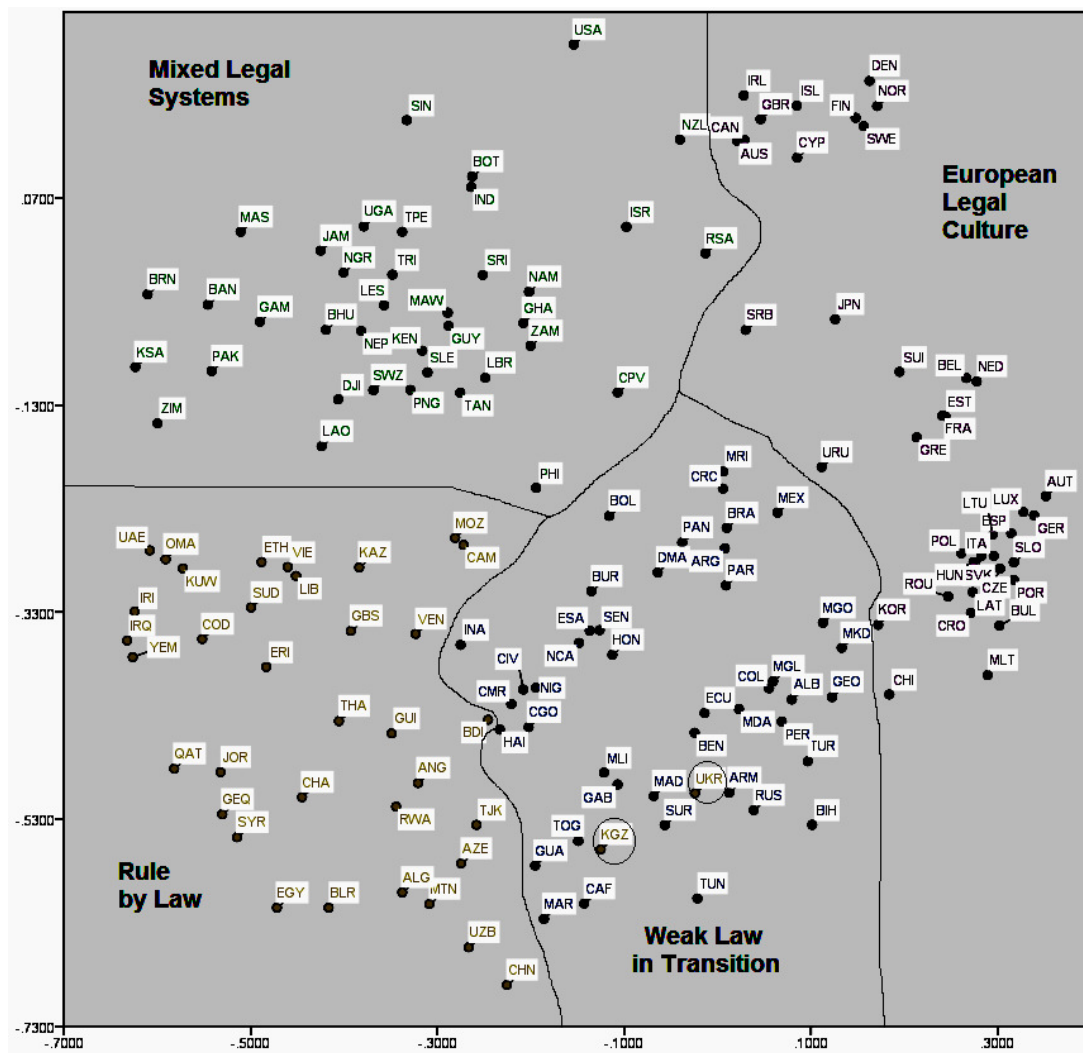 USA
Mixed Legal
Systems
DEN
IRL
ISL
NOR
GBR
FIN
SIN
NZL
CAN
SWE
AUS
CYP
BOT
European
Legal
Culture
IND
.0700
MAS
UGA
TPE
ISR
JAM
RSA
NGR
TRI
SRI
BRN
BAN
LES
NAM
MAW
GAM
GHA
JPN
BHU
SRB
NEP
KEN
GUY
ZAM
KSA
PAK
SLE
LBR
SUI
BEL
NED
SWZ
CPV
DJI
EST
-.1300
PNG
TAN
ZIM
FRA
LAO
GRE
MRI
URU
PHI
CRC
AUT
BOL
MEX
LTU
LUX
MOZ
BRA
ESP
GER
UAE
OMA
ETH
VIE
KAZ
CAM
PAN
POL
ITA
SLO
KUW
DMA
ARG
PAR
HUN
SVK
CZE
ROU
SUD
LIB
BUR
POR
IRI
LAT
BUL
-.3300
COD
GBS
VEN
ESA
SEN
MGO
KOR
CRO
IRQ
INA
HON
MKD
YEM
ERI
NCA
CIV
MGL
MLT
NIG
COL
ALB
GEO
CHI
CMR
ECU
THA
GUI
CGO
BDI
MDA
HAI
PER
BEN
TUR
QAT
JOR
MLI
ANG
UKR
ARM
CHA
GAB
MAD
GEQ
RUS
RWA
TJK
SUR
BIH
SYR
TOG
KGZ
-.5300
AZE
GUA
Rule
by Law
ALG
MTN
TUN
EGY
BLR
CAF
MAR
UZB
Weak Law
in Transition
CHN
-.7300
-.7000
-.5000
-.3000
-.1000
.1000
.3000